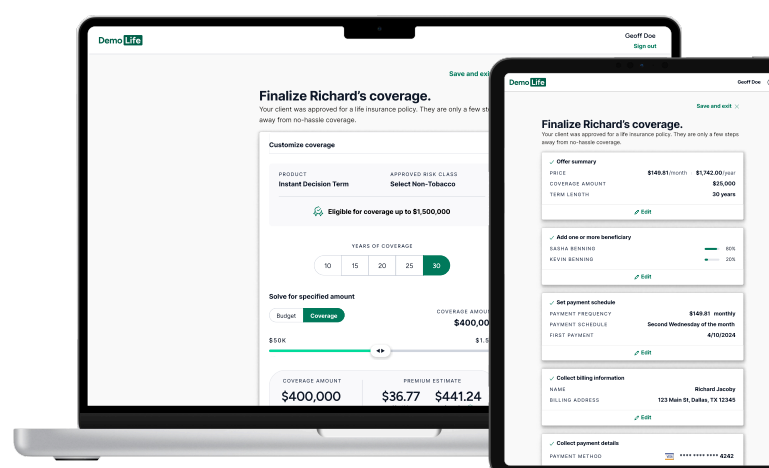 Demo Life
Geoff Doe
Sign out
Save and exi
Finalize Richard's coverage.
Your client was approved for a life insurance policy. They are only a few st
away from no-hassle coverage.
Customize coverage
PRODUCT
Instant Decision Term
APPROVED RISK CLASS
Select Non-Tobacco
Eligible for coverage up to $1,500,000
YEARS OF COVERAGE
10 15 20 25 30
Solve for specified amount
Budget Coverage
COVERAGE AMOU
$400,00
$50K $1.5
COVERAGE AMOUNT
$400,000
PREMIUM ESTIMATE
$36.77 $441.24
Demo Life
Geoff Doe
Save and exit
Finalize Richard's coverage.
Your client was approved for a life insurance policy. They are only a few steps
away from no-hassle coverage.
Offer summary
PRICE $149.81/month $1,742.00/year
COVERAGE AMOUNT $25,000
TERM LENGTH 30 years
Edit
Add one or more beneficiary
SASHA BENNING 80%
KEVIN BENNING 20%
Edit
Set payment schedule
PAYMENT FREQUENCY $149.81 monthly
PAYMENT SCHEDULE Second Wednesday of the month
FIRST PAYMENT 4/10/2024
Edit
Collect billing information
NAME Richard Jacoby
BILLING ADDRESS 123 Main St, Dallas, TX 12345
Edit
Collect payment details
PAYMENT METHOD **** **** **** 4242